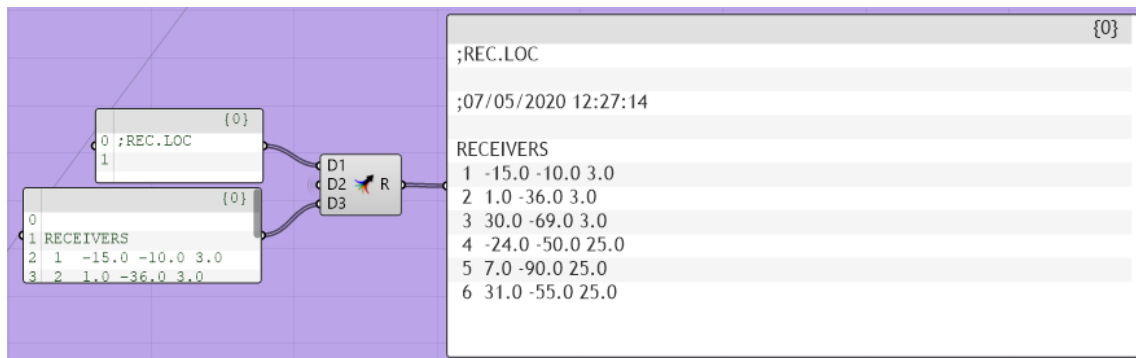 {0}
0 ;REC.LOC
1
{0}
0
1 RECEIVERS
2 1 -15.0 -10.0 3.0
3 2 1.0 -36.0 3.0
D1
D2 R
D3
{0}
;REC.LOC
;07/05/2020 12:27:14
RECEIVERS
1 -15.0 -10.0 3.0
2 1.0 -36.0 3.0
3 30.0 -69.0 3.0
4 -24.0 -50.0 25.0
5 7.0 -90.0 25.0
6 31.0 -55.0 25.0